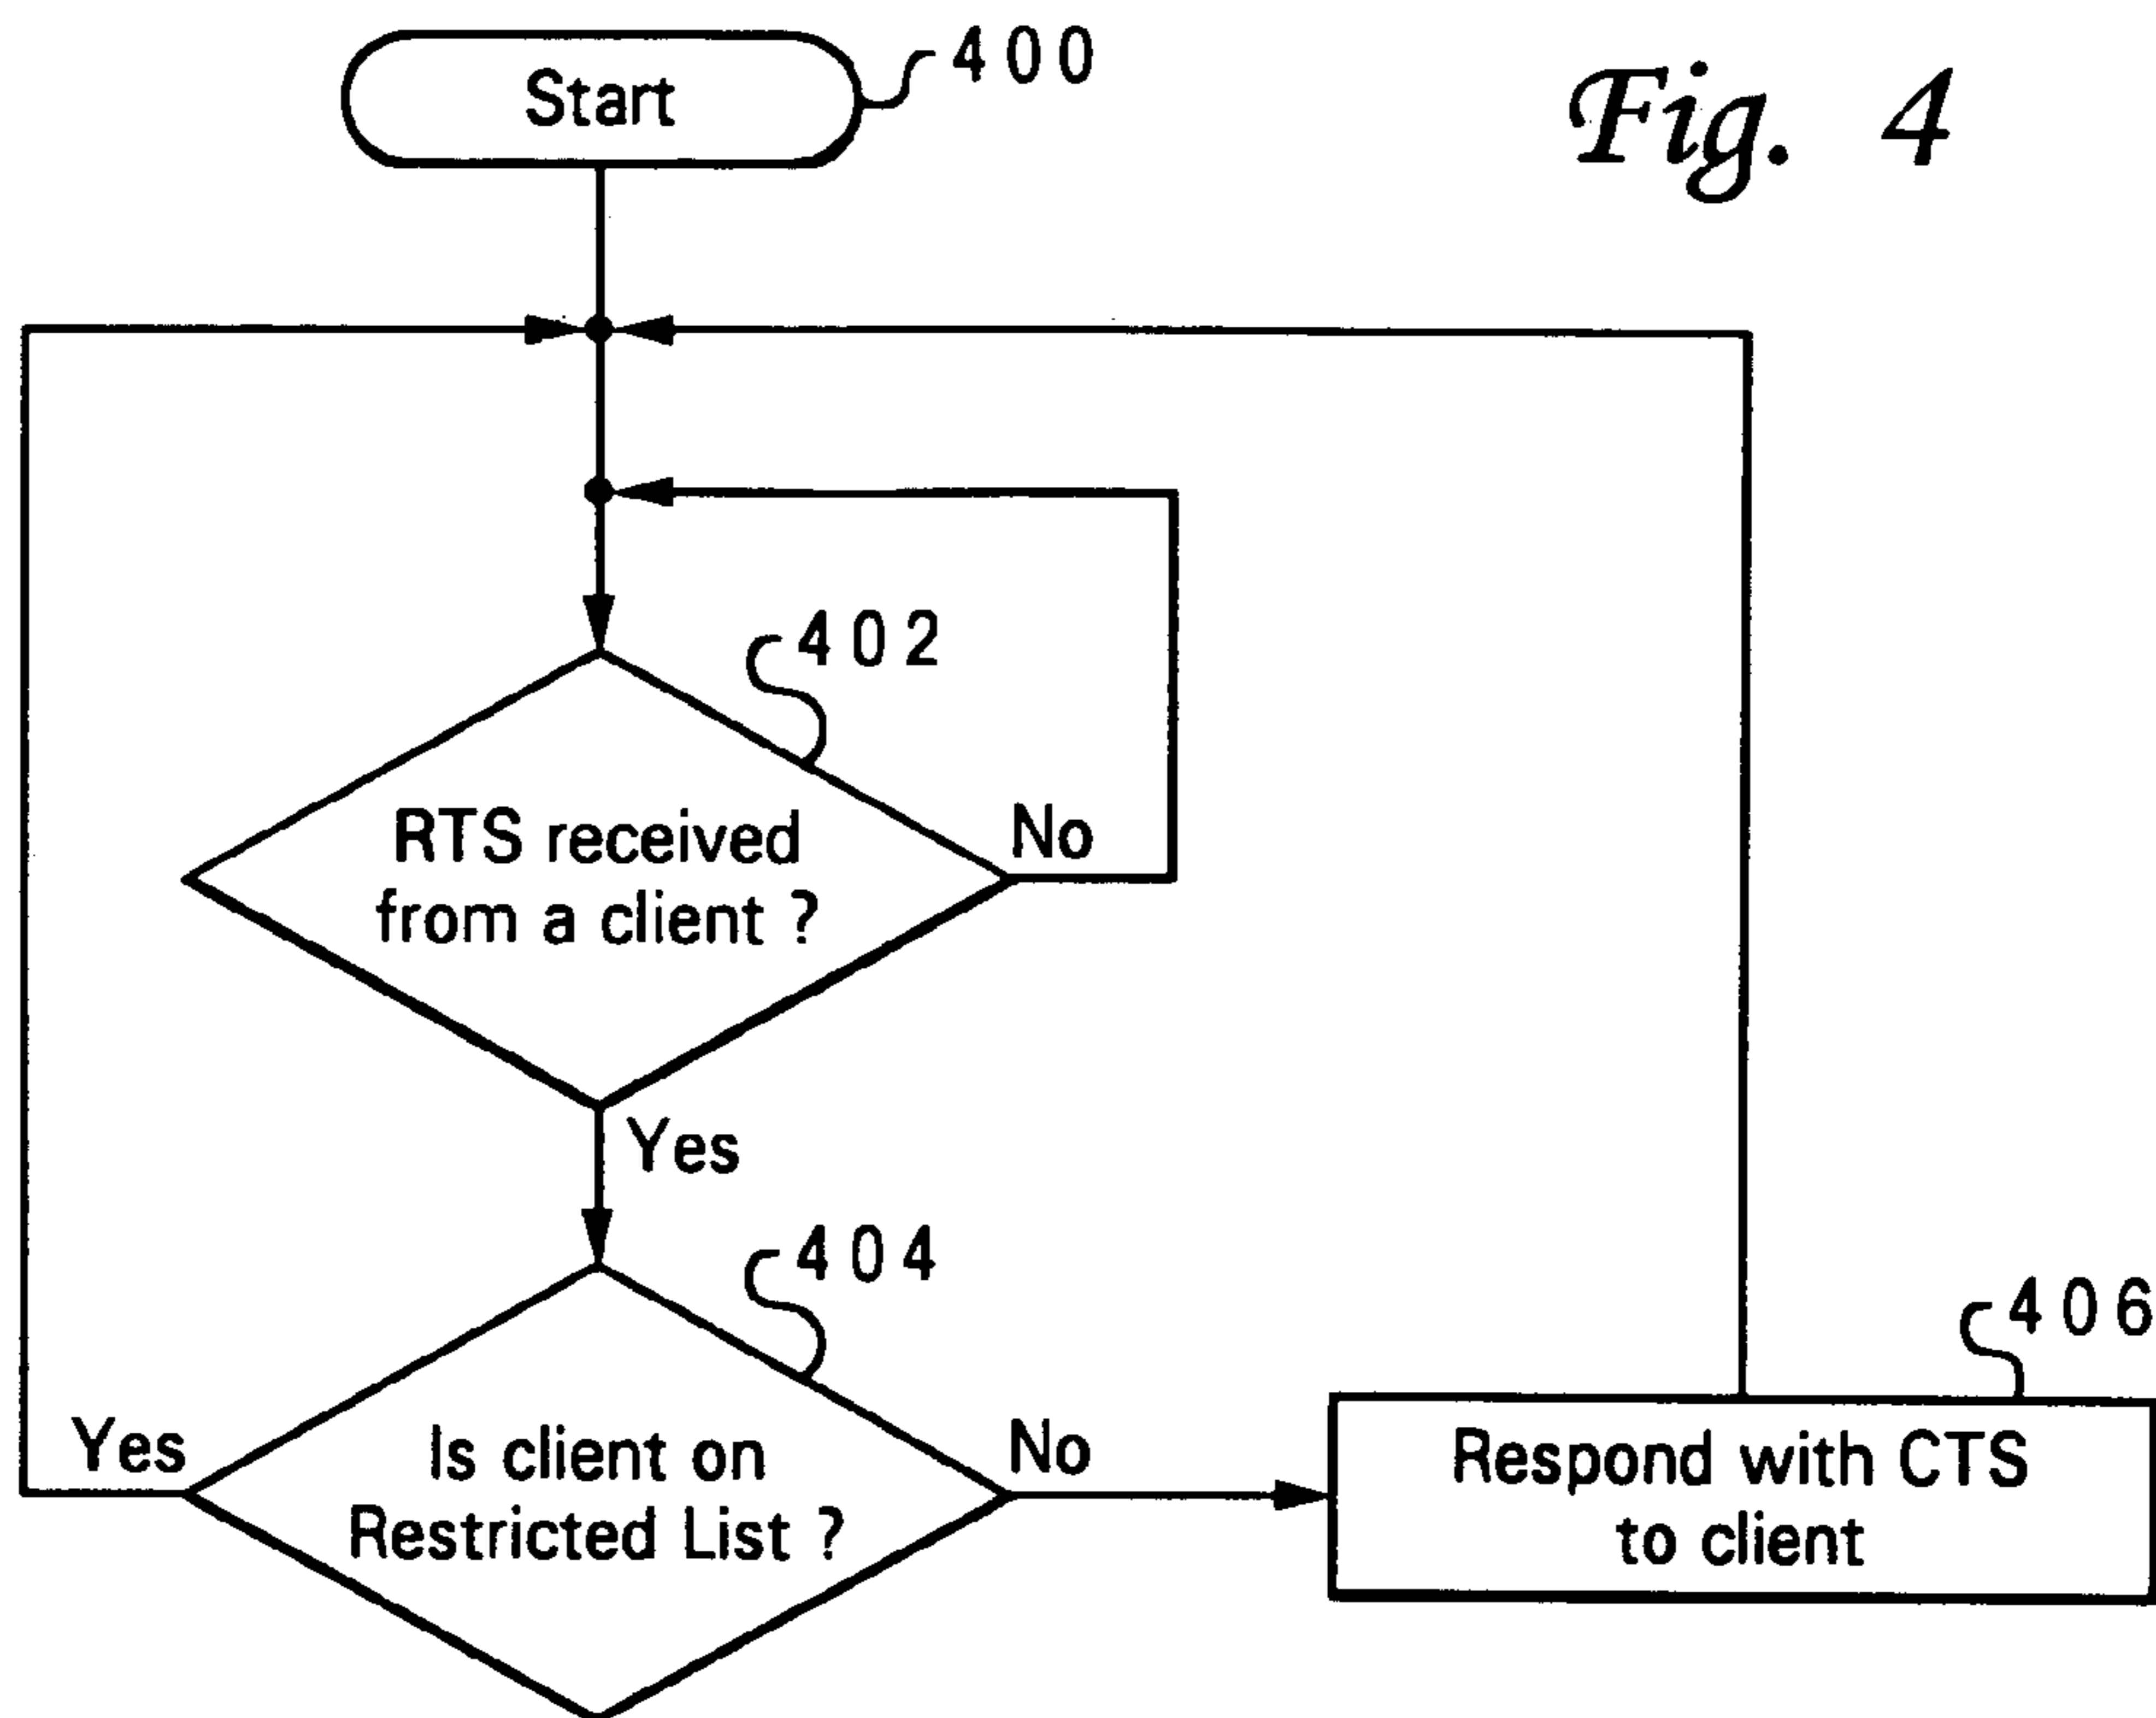 Start
400
Fig. 4
402
RTS received
from a client ?
No
Yes
404
Is client on
Restricted List ?
Yes
No
406
Respond with CTS
to client